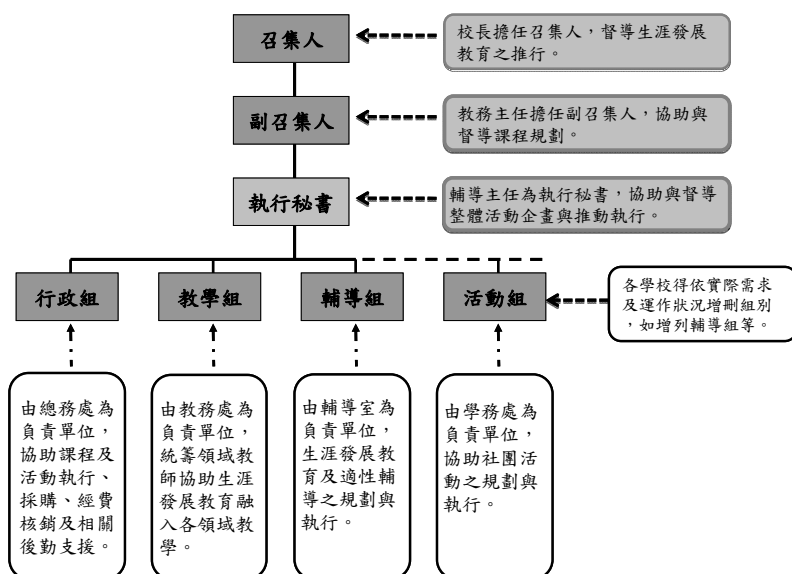 召集人
校長擔任召集人，督導生涯發展
教育之推行。
副召集人
教務主任擔任副召集人，協助與
督導課程規劃。
執行秘書
輔導主任為執行秘書，協助與督導
整體活動企畫與推動執行。
行政組
教學組
輔導組
活動組
各學校得依實際需求
及運作狀況增刪組別
，如增列輔導組等。
由總務處為
負責單位，
協助課程及
活動執行、
採購、經費
核銷及相關
後勤支援。
由教務處為
負責單位，
統籌領域教
師協助生涯
發展教育融
入各領域教
學。
由輔導室為
負責單位，
生涯發展教
育及適性輔
導之規劃與
執行。
由學務處為
負責單位，
協助社團活
動之規劃與
執行。